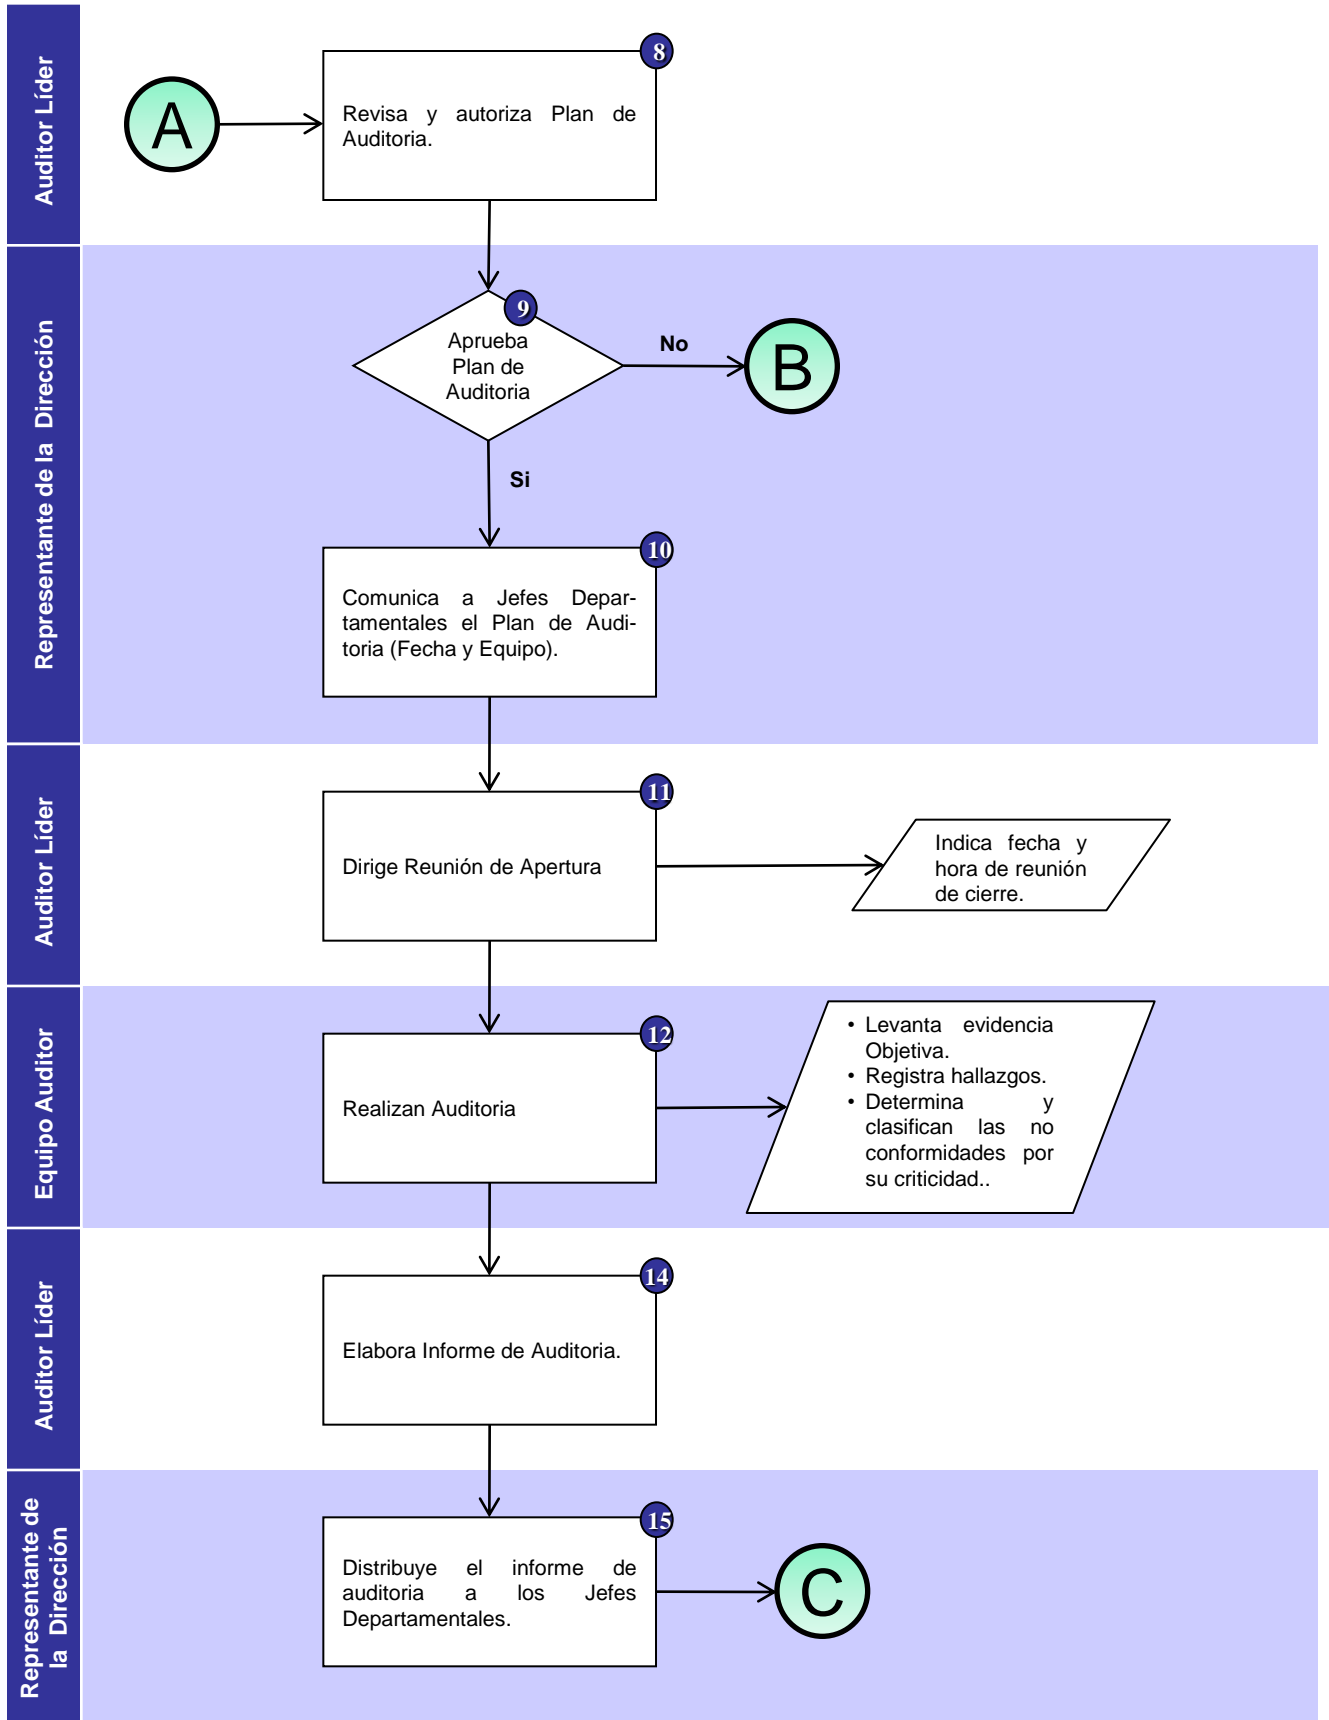 Auditor Líder
8
A
Revisa y autoriza Plan de
Auditoria.
Representante de la Dirección
9
Aprueba
Plan de
Auditoria
No
B
Si
10
Comunica a Jefes Depar-
tamentales el Plan de Audi-
toria (Fecha y Equipo).
Auditor Líder
11
Dirige Reunión de Apertura
Indica fecha y
hora de reunión
de cierre.
Equipo Auditor
12
Realizan Auditoria
• Levanta evidencia
Objetiva.
• Registra hallazgos.
• Determina y
clasifican las no
conformidades por
su criticidad..
Auditor Líder
14
Elabora Informe de Auditoria.
Representante de
la Dirección
15
Distribuye el informe de
auditoria a los Jefes
Departamentales.
C